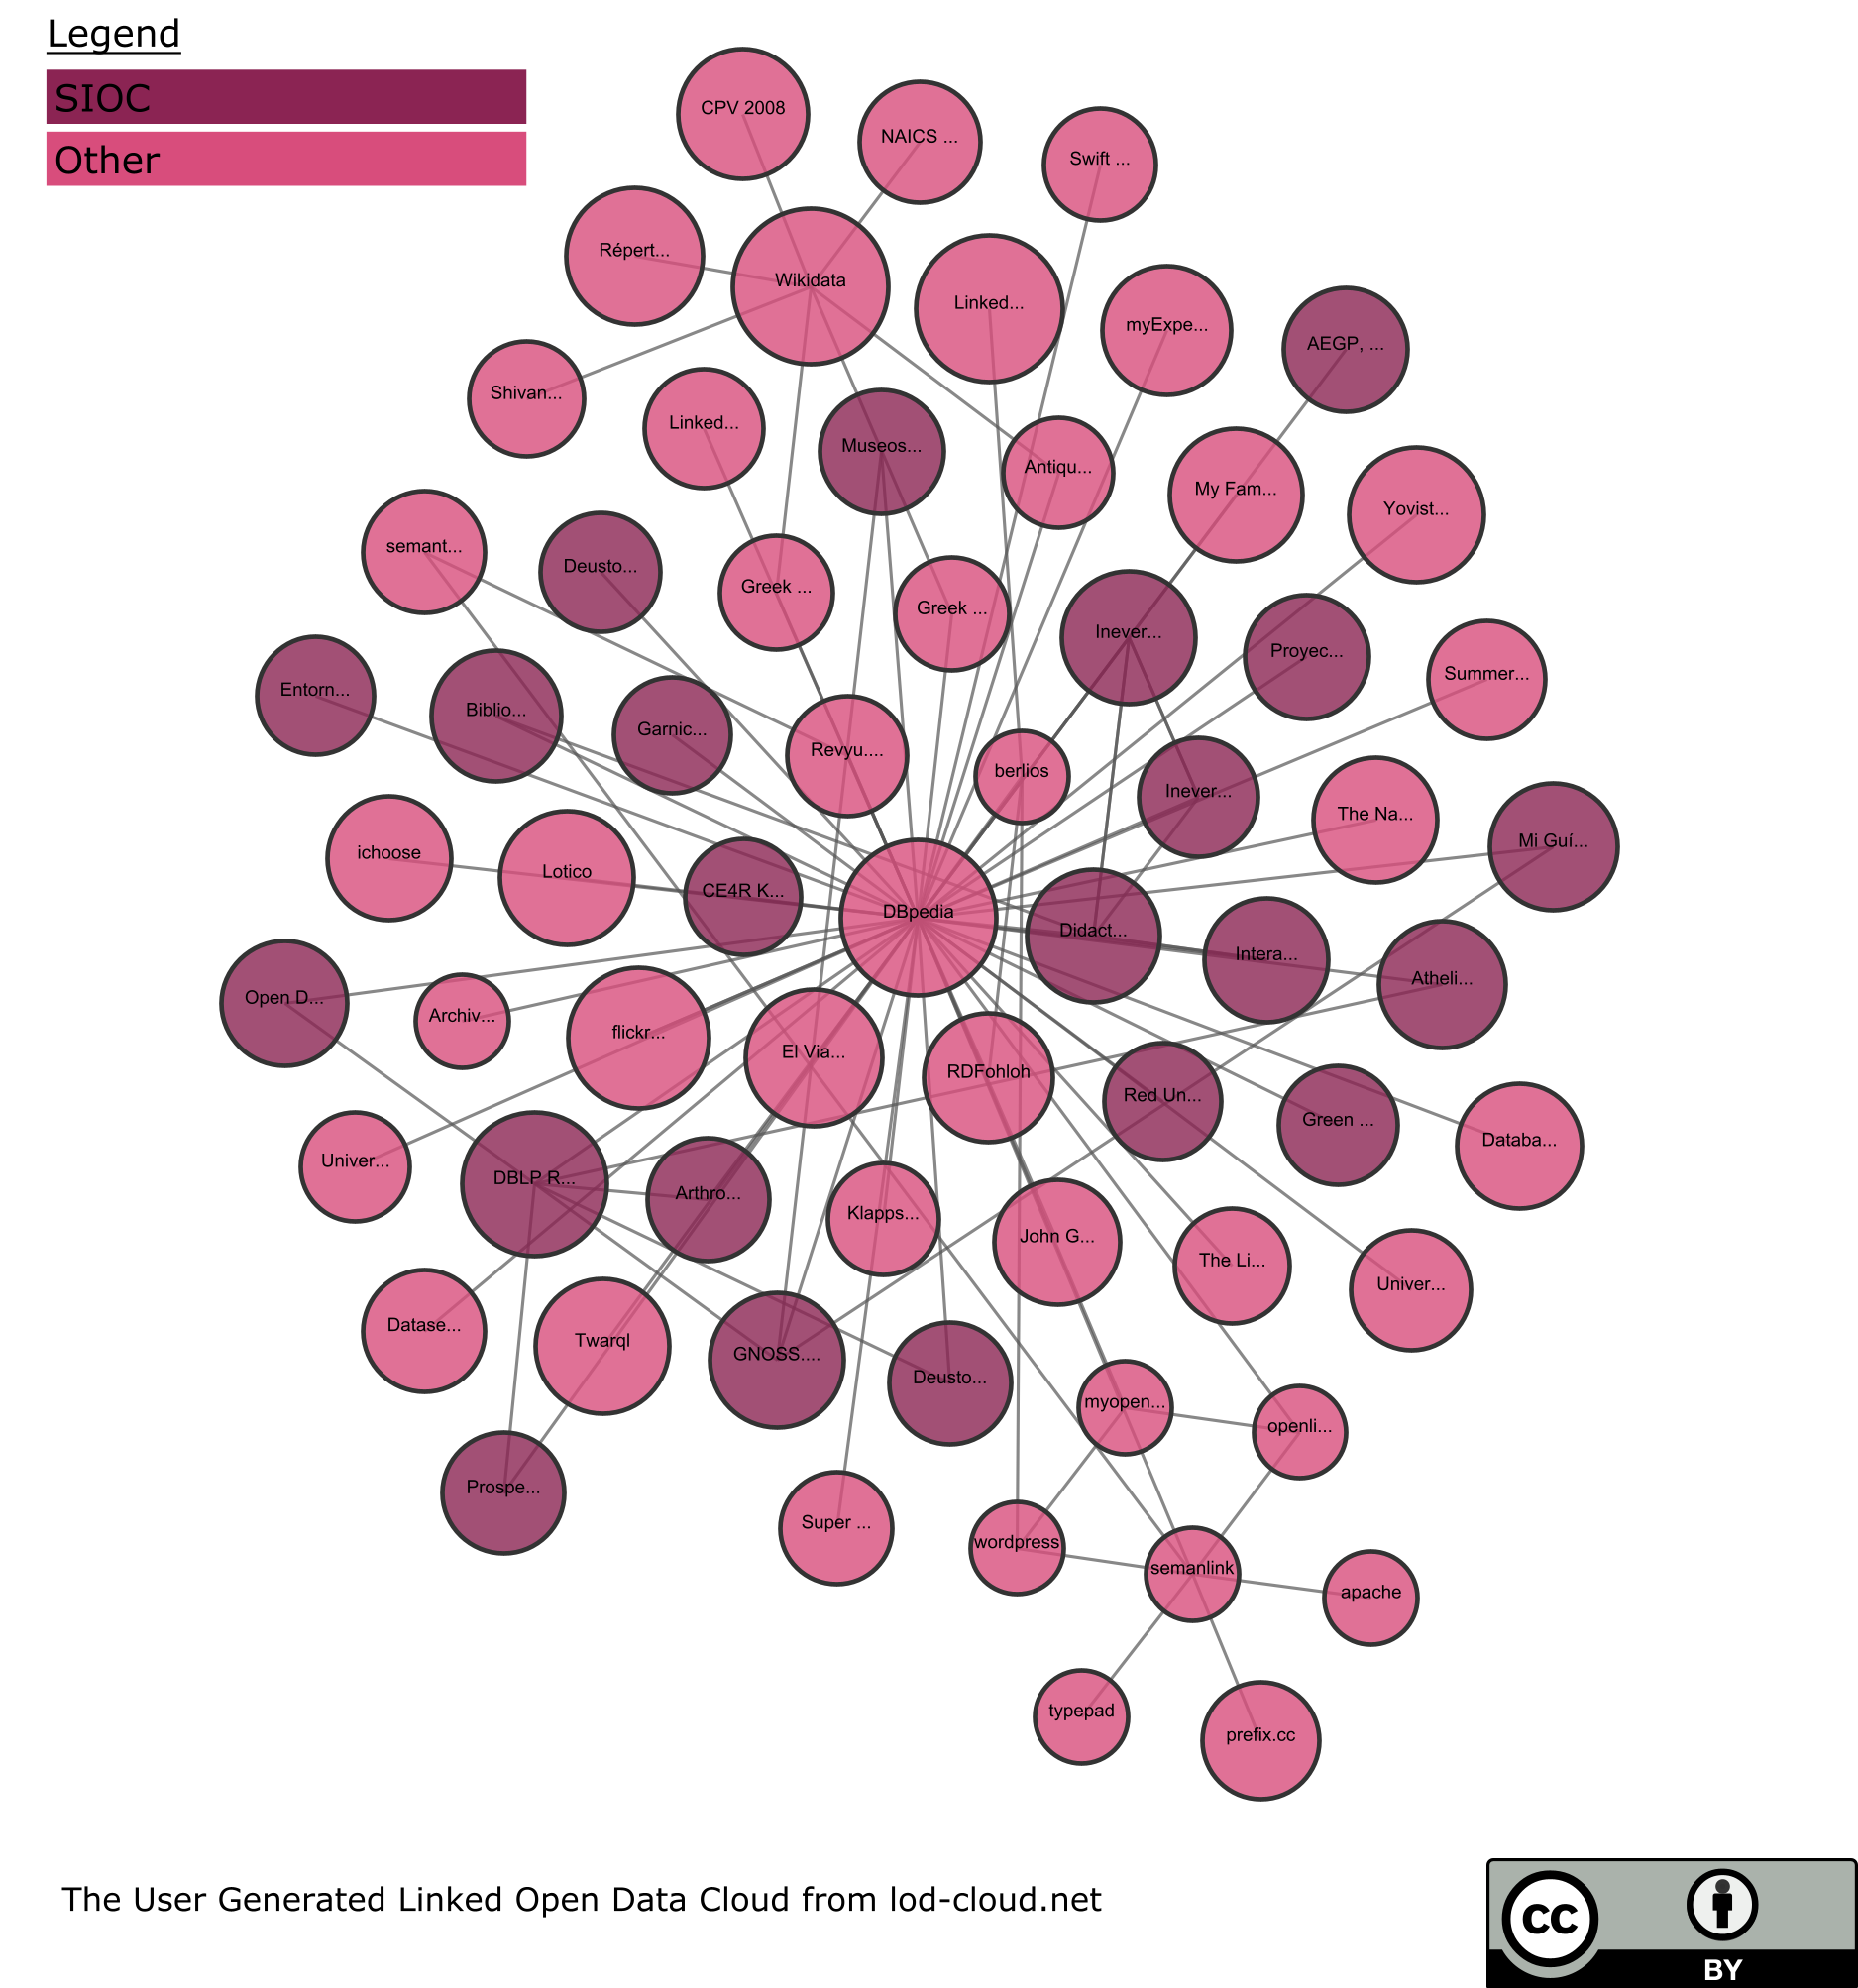 Legend
SIOC
Other
CPV 2008
NAICS ...
Swift ...
Répert...
Wikidata
Linked...
myExpe...
AEGP, ...
Shivan...
Linked...
Museos...
Antiqu...
My Fam...
Yovist...
semant...
Deusto...
Greek ...
Greek ...
Inever...
Proyec...
Summer...
Entorn...
Biblio...
Garnic...
Revyu....
berlios
Inever...
The Na...
Mi Guí...
ichoose
Lotico
CE4R K...
DBpedia
Didact...
Intera...
Atheli...
Open D...
Archiv...
flickr...
El Via...
RDFohloh
Red Un...
Green ...
Databa...
Univer...
DBLP R...
Arthro...
Klapps...
John G...
The Li...
Univer...
Datase...
Twarql
GNOSS....
Deusto...
myopen...
openli...
Prospe...
Super ...
wordpress
semanlink
apache
typepad
prefix.cc
The User Generated Linked Open Data Cloud from lod-cloud.net
cc
BY